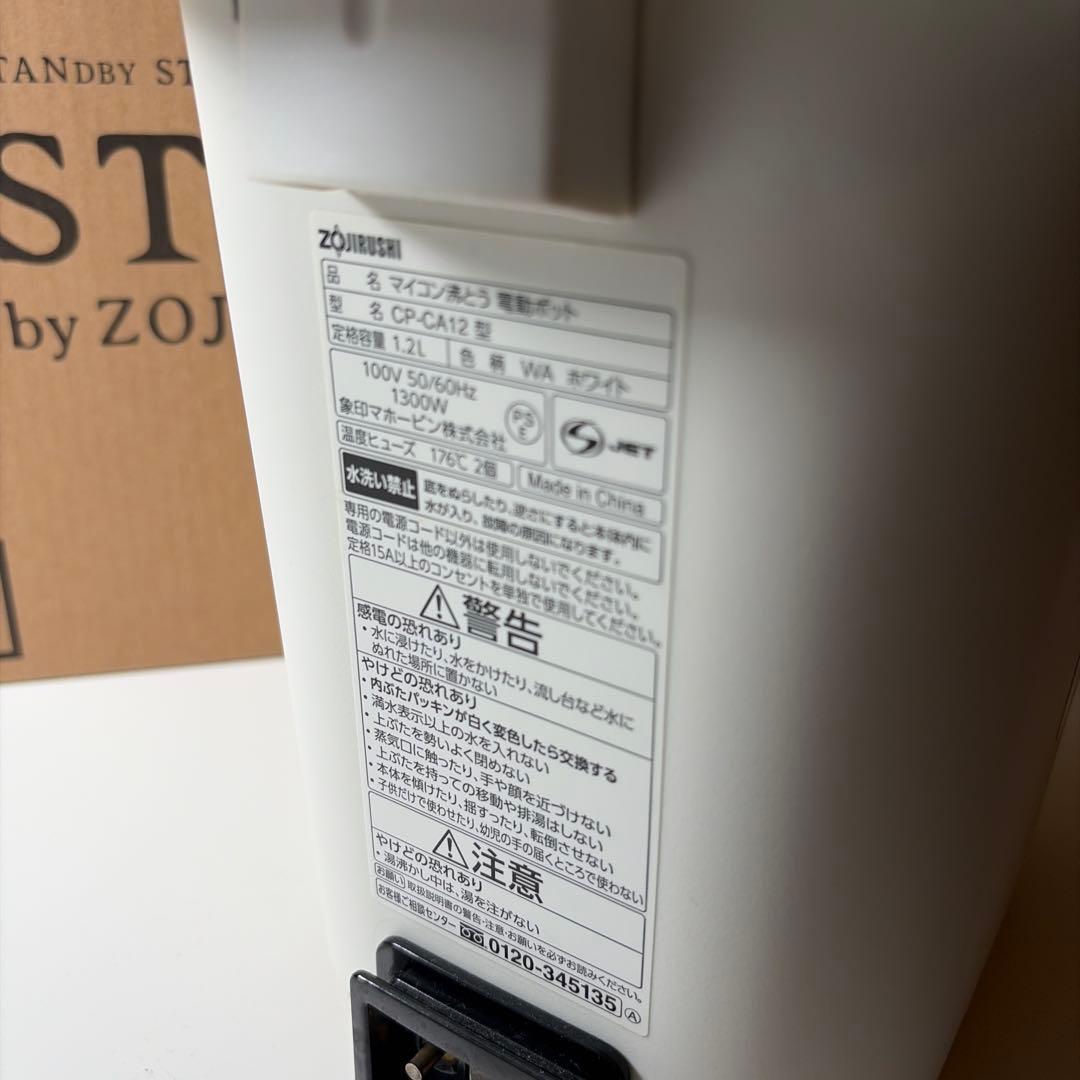 TANDBY ST
ST
by ZOJ
ZOJIRUSHI
品 名 マイコン沸とう 電動ポット
型 名 CP-CA12 型
定格容量 1.2L 色 柄 WA ホワイト
100V 50/60Hz
1300W
象印マホービン株式会社
PS
E
JET
温度ヒューズ 176℃ 2個 Made in China
水洗い禁止 底をぬらしたり、逆さにすると本体内に
水が入り、故障の原因になります。
専用の電源コード以外は使用しないでください。
電源コードは他の機器に転用しないでください。
定格15A以上のコンセントを単独で使用してください。
警告
感電の恐れあり
・水に浸けたり、水をかけたり、流し台など水に
ぬれた場所に置かない
やけどの恐れあり
・内ぶたパッキンが白く変色したら交換する
・満水表示以上の水を入れない
・上ぶたを勢いよく閉めない
・蒸気口に触ったり、手や顔を近づけない
・上ぶたを持っての移動や排湯はしない
・本体を傾けたり、揺すったり、転倒させない
・子供だけで使わせたり、幼児の手の届くところで使わない
注意
やけどの恐れあり
・湯沸かし中は、湯を注がない
お願い 取扱説明書の警告・注意・お願いを必ずお読みください。
お客様ご相談センター 0120-345135 A